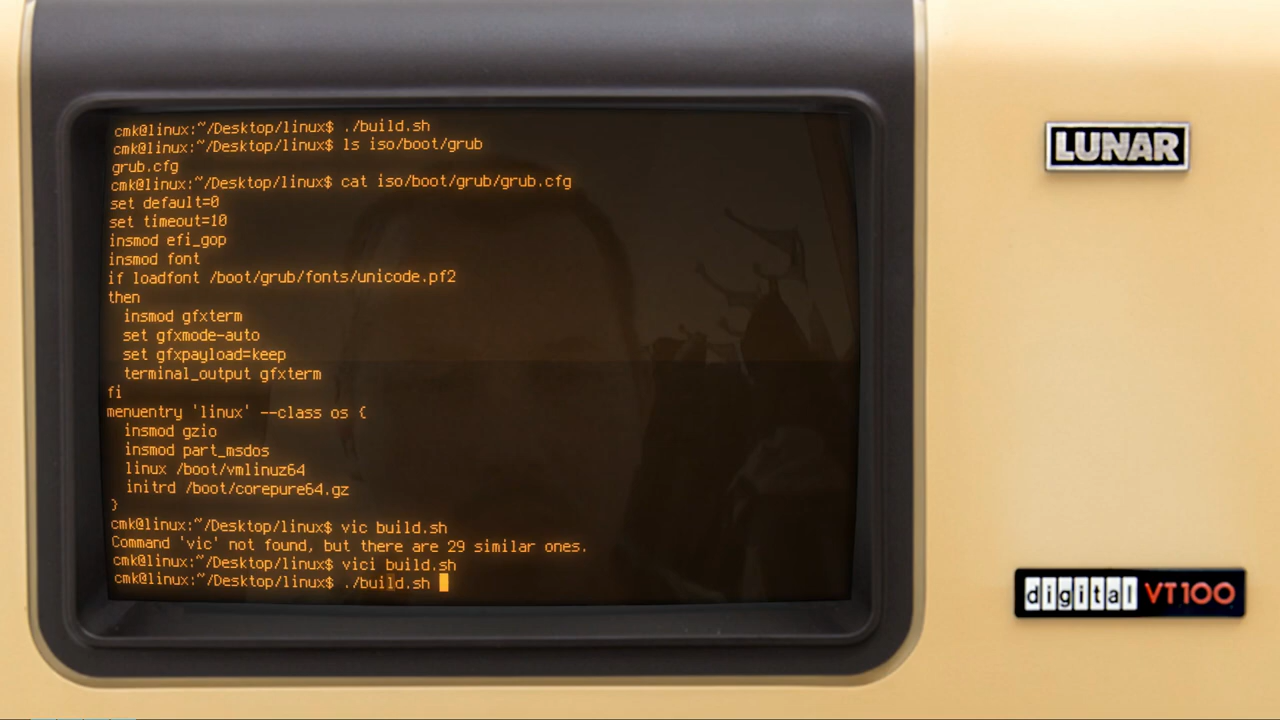 cmk@linux:~/Desktop/linux$ ./build.sh
cmk@linux:~/Desktop/linux$ ls iso/boot/grub
grub.cfg
cmk@linux:~/Desktop/linux$ cat iso/boot/grub/grub.cfg
set default=0
set timeout=10
insmod efi_gop
insmod font
if loadfont /boot/grub/fonts/unicode.pf2
then
  insmod gfxterm
  set gfxmode-auto
  set gfxpayload=keep
  terminal_output gfxterm
fi
menuentry 'linux' --class os {
  insmod gzio
  insmod part_msdos
  linux /boot/vmlinuz64
  initrd /boot/corepure64.gz
}
cmk@linux:~/Desktop/linux$ vic build.sh
Command 'vic' not found, but there are 29 similar ones.
cmk@linux:~/Desktop/linux$ vici build.sh
cmk@linux:~/Desktop/linux$ ./build.sh
LUNAR
digital VT100